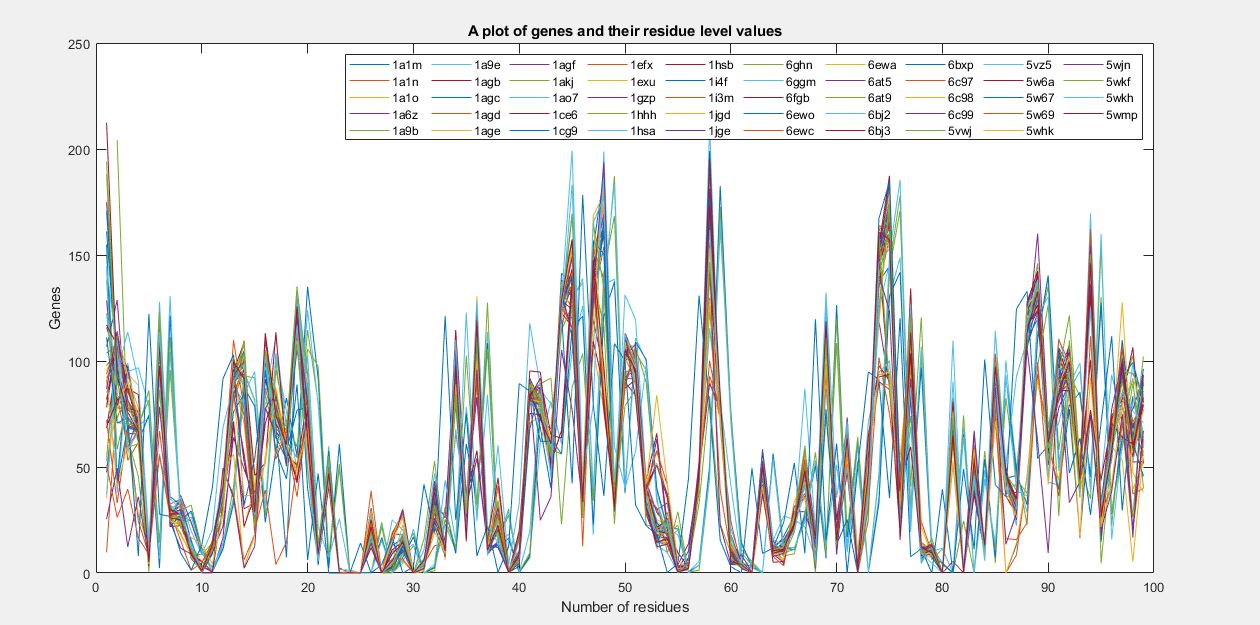 A plot of genes and their residue level values
250
200
150
100
50
0
Genes
1a1m 1a9e 1agf 1efx 1hsb 6ghn 6ewa 6bxp 5vz5 5wjn
1a1n 1agb 1akj 1exu 1i4f 6ggm 6at5 6c97 5w6a 5wkf
1a1o 1agc 1ao7 1gzp 1i3m 6fgb 6at9 6c98 5w67 5wkh
1a6z 1agd 1ce6 1hhh 1jgd 6ewo 6bj2 6c99 5w69 5wmp
1a9b 1age 1cg9 1hsa 1jge 6ewc 6bj3 5vwj 5whk
0 10 20 30 40 50 60 70 80 90 100
Number of residues